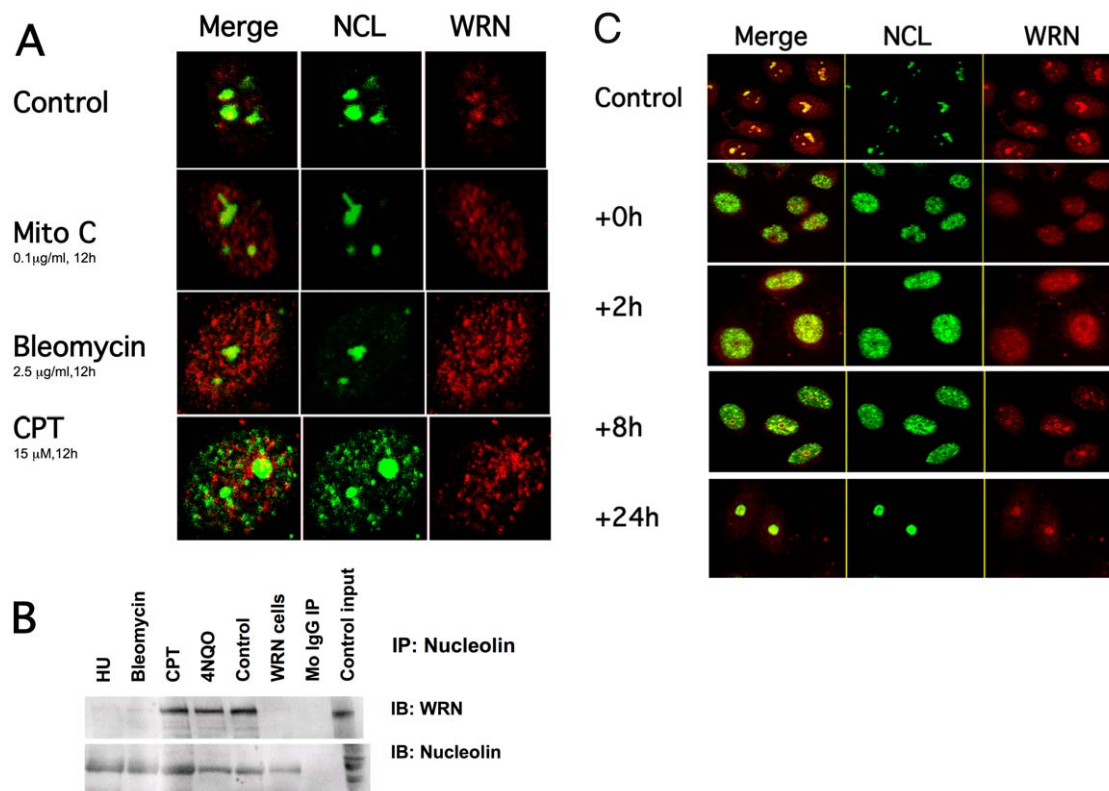 A
Merge NCL WRN
Control
Mito C
0.1μg/ml, 12h
Bleomycin
2.5 μg/ml,12h
CPT
15 μM,12h
B
HU
Bleomycin
CPT
4NQO
Control
WRN cells
Mo IgG IP
Control input
IP: Nucleolin
IB: WRN
IB: Nucleolin
C
Merge NCL WRN
Control
+0h
+2h
+8h
+24h